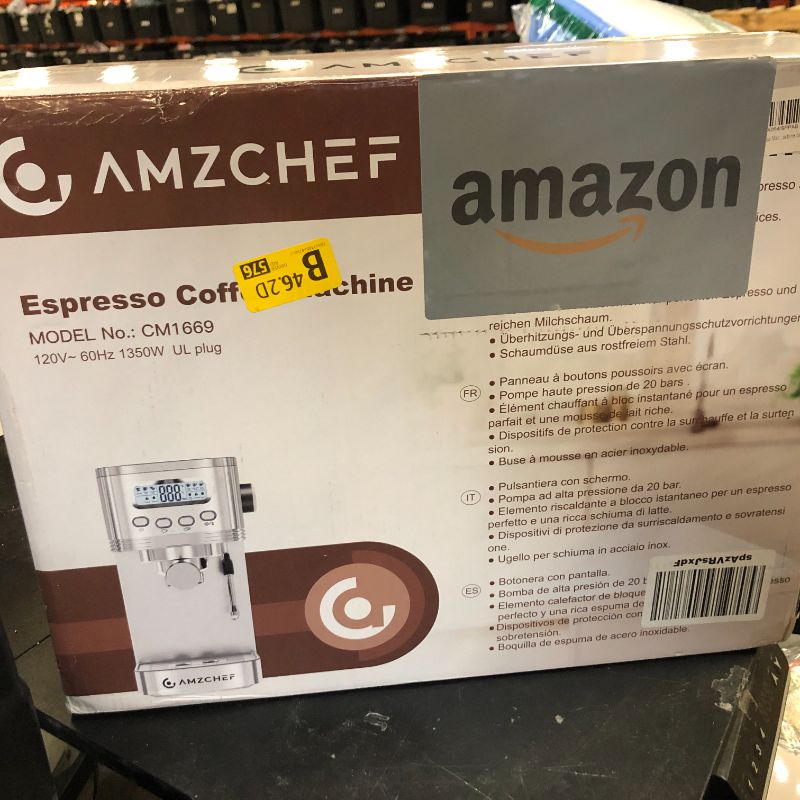 AMZCHEF
AMZCHEF
amazon
Espresso Coff chine
B
46.2D
576
MODEL No.: CM1669
120V~ 60Hz 1350W UL plug
ices.
reichen Milchschaum.
• Überhitzungs- und Überspannungsschutzvorrichtungen
• Schaumdüse aus rostfreiem Stahl.
FR
• Panneau à boutons poussoirs avec écran.
• Pompe haute pression de 20 bars .
• Élément chauffant à bloc instantané pour un espresso
parfait et une mousse de lait riche.
• Dispositifs de protection contre la surchauffe et la surten
sion.
• Buse à mousse en acier inoxydable.
IT
• Pulsantiera con schermo.
• Pompa ad alta pressione da 20 bar.
• Elemento riscaldante a blocco istantaneo per un espresso
perfetto e una ricca schiuma di latte.
• Dispositivi di protezione da surriscaldamento e sovratensi
one.
• Ugello per schiuma in acciaio inox.
ES
• Botonera con pantalla.
• Bomba de alta presión de 20 b
• Elemento calefactor de bloque
perfecto y una rica espuma de
• Dispositivos de protección con
sobretensión.
• Boquilla de espuma de acero inoxidable.
spAzVRsJxdF
888
AMZCHEF